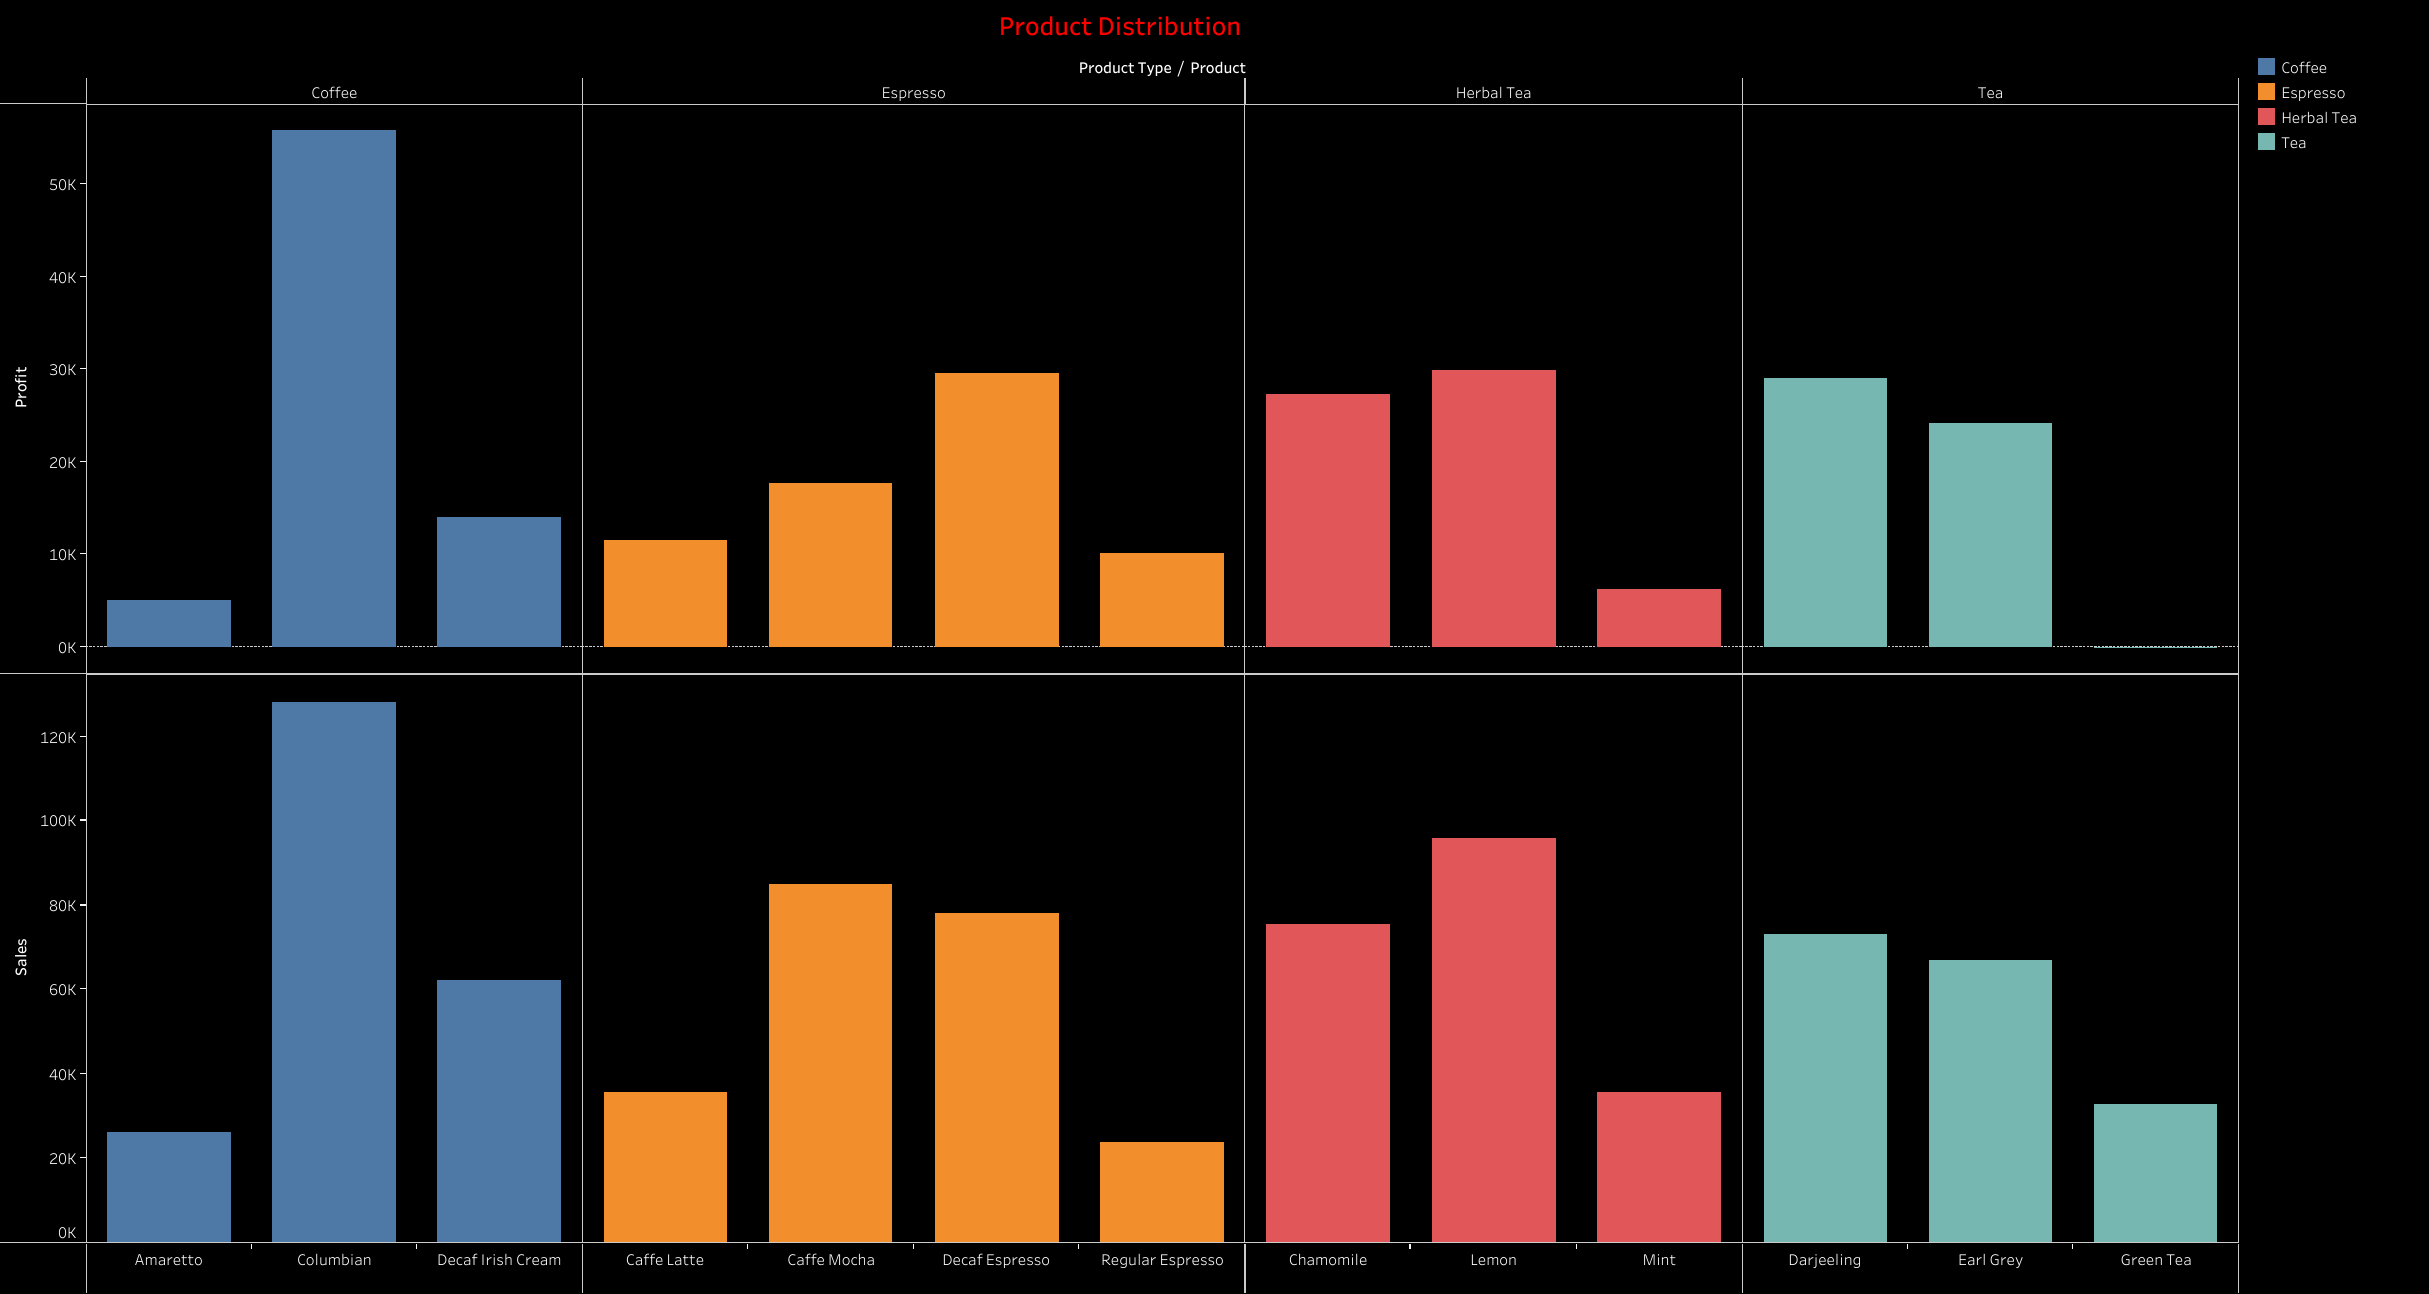 Product Distribution
Product Type / Product
Coffee Espresso Herbal Tea Tea
Coffee
Espresso
Herbal Tea
Tea
Profit
50K
40K
30K
20K
10K
0K
Sales
120K
100K
80K
60K
40K
20K
0K
Amaretto Columbian Decaf Irish Cream Caffe Latte Caffe Mocha Decaf Espresso Regular Espresso Chamomile Lemon Mint Darjeeling Earl Grey Green Tea